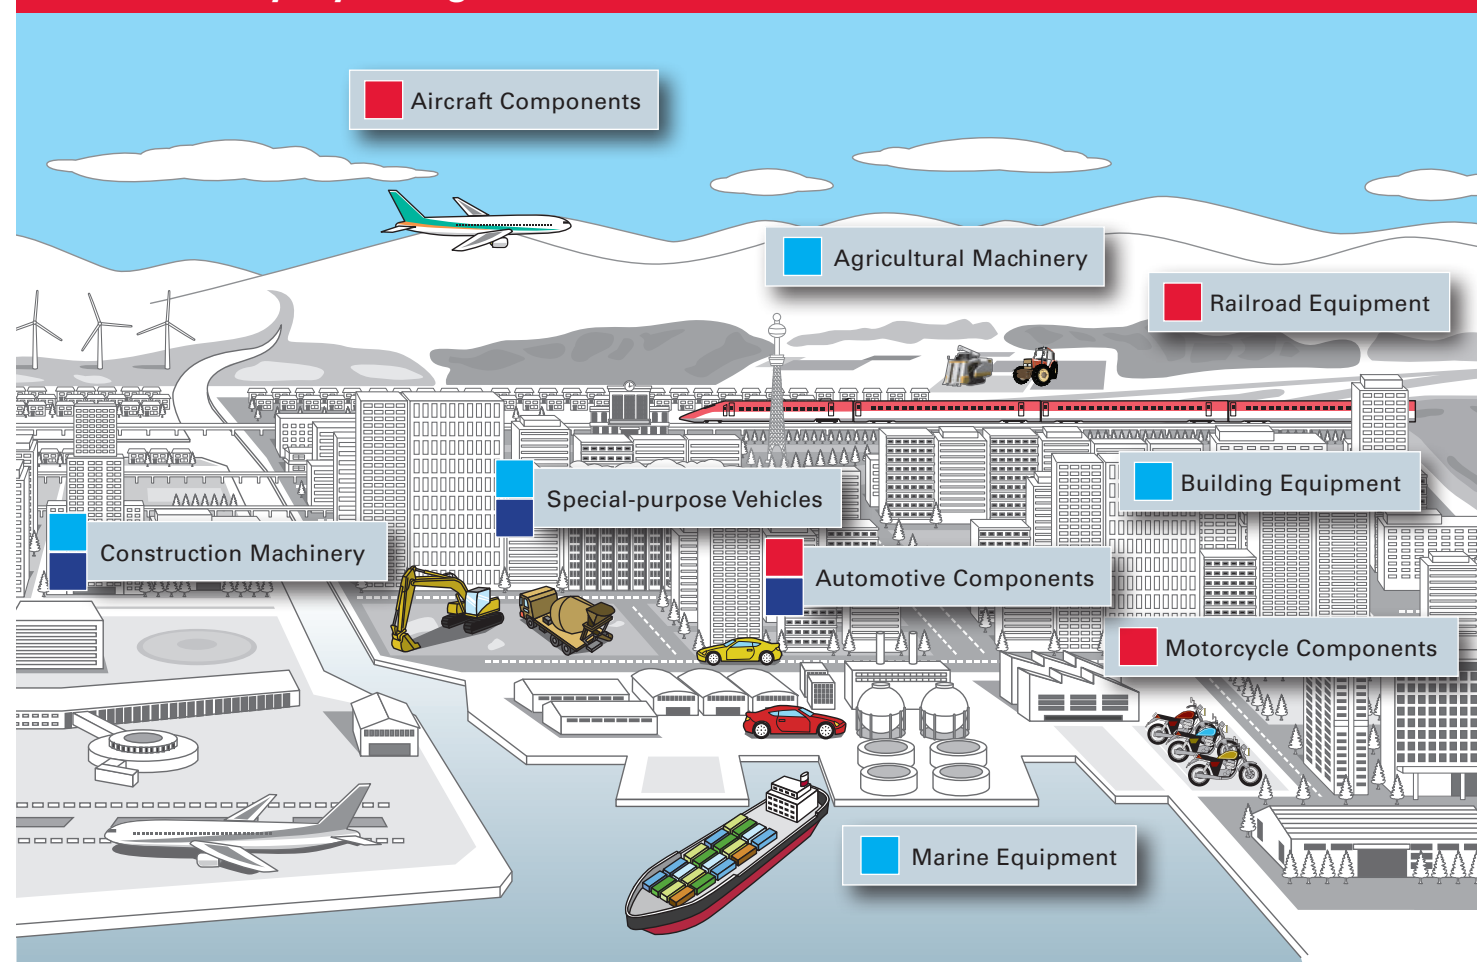 Aircraft Components
Agricultural Machinery
Railroad Equipment
Building Equipment
Special-purpose Vehicles
Construction Machinery
Automotive Components
Motorcycle Components
Marine Equipment